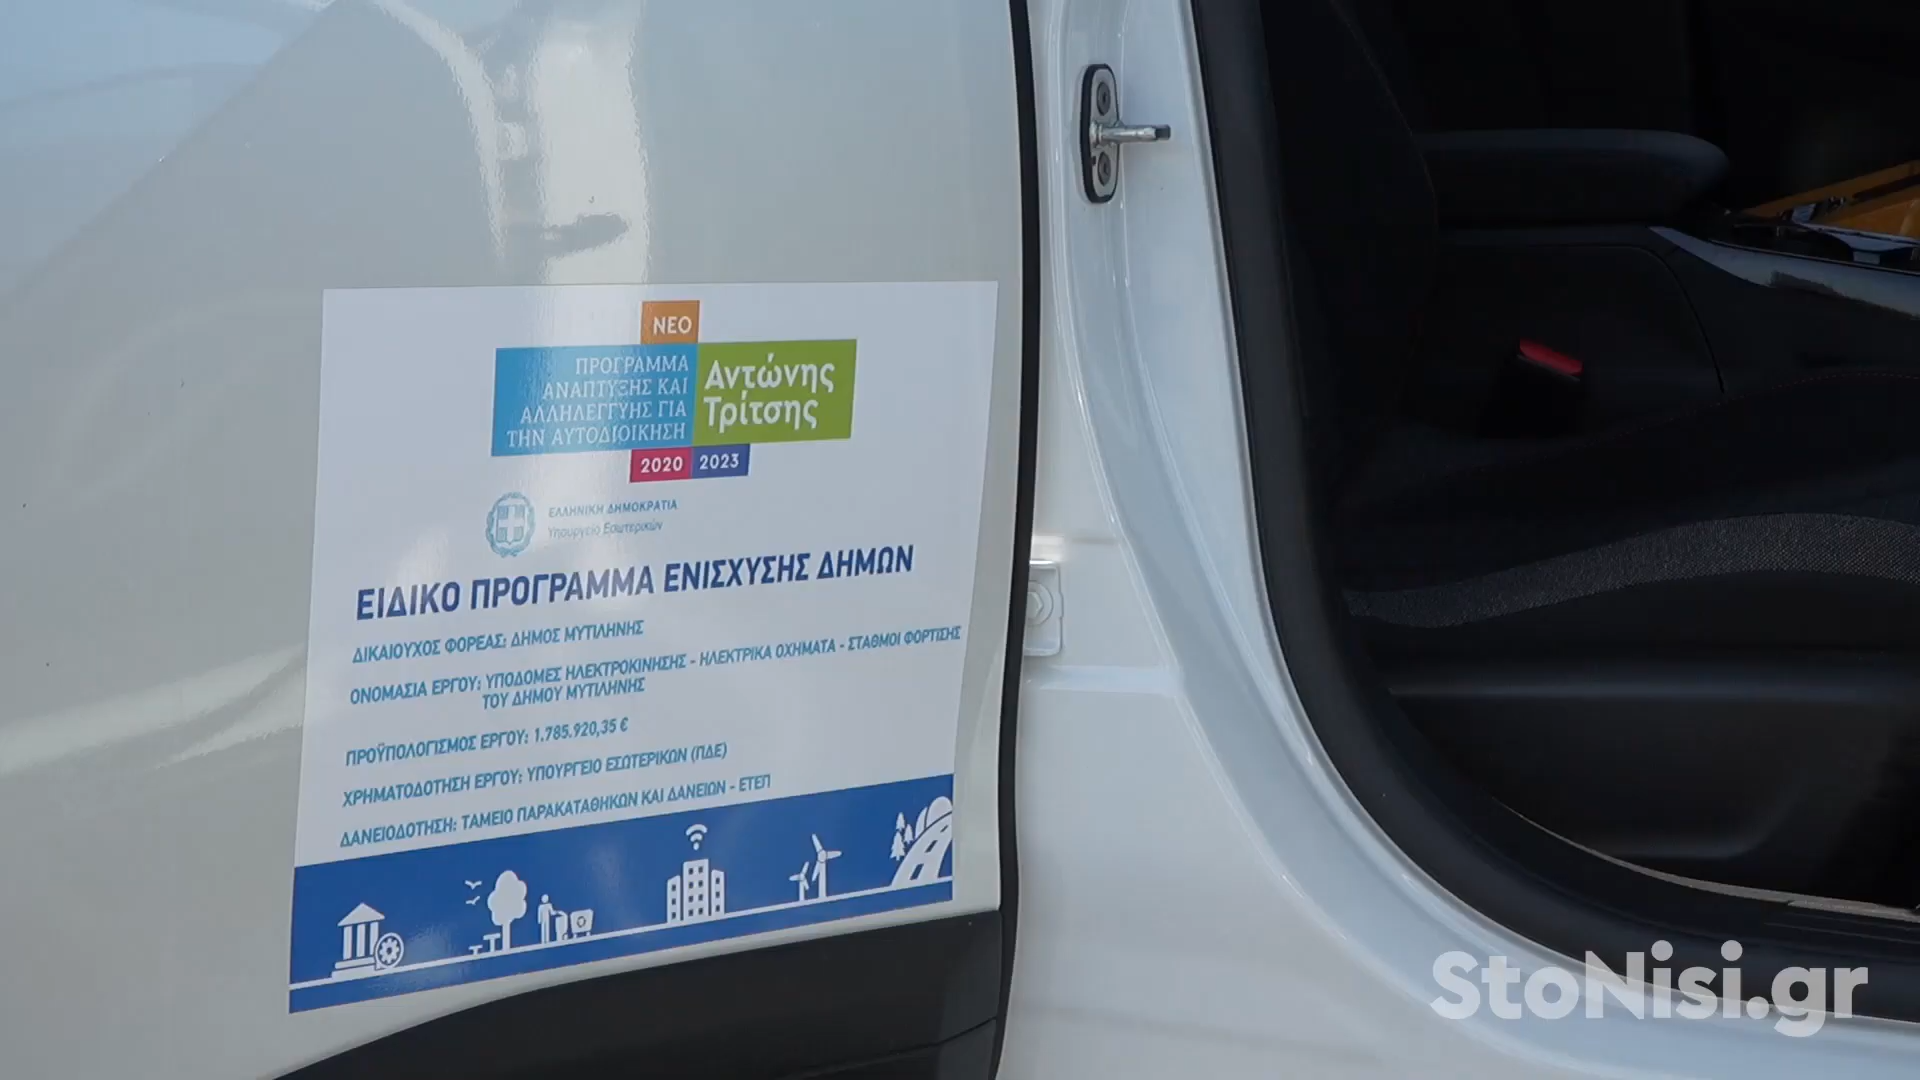 ΝΕΟ
ΠΡΟΓΡΑΜΜΑ
ΑΝΑΠΤΥΞΗΣ ΚΑΙ
ΑΛΛΗΛΕΓΓΥΗΣ ΓΙΑ
ΤΗΝ ΑΥΤΟΔΙΟΙΚΗΣΗ
Αντώνης
Τρίτσης
2020 2023
ΕΛΛΗΝΙΚΗ ΔΗΜΟΚΡΑΤΙΑ
Υπουργείο Εσωτερικών
ΕΙΔΙΚΟ ΠΡΟΓΡΑΜΜΑ ΕΝΙΣΧΥΣΗΣ ΔΗΜΩΝ
ΔΙΚΑΙΟΥΧΟΣ ΦΟΡΕΑΣ: ΔΗΜΟΣ ΜΥΤΙΛΗΝΗΣ
ΟΝΟΜΑΣΙΑ ΕΡΓΟΥ: ΥΠΟΔΟΜΕΣ ΗΛΕΚΤΡΟΚΙΝΗΣΗΣ - ΗΛΕΚΤΡΙΚΑ ΟΧΗΜΑΤΑ - ΣΤΑΘΜΟΙ ΦΟΡΤΙΣΗΣ
ΤΟΥ ΔΗΜΟΥ ΜΥΤΙΛΗΝΗΣ
ΠΡΟΫΠΟΛΟΓΙΣΜΟΣ ΕΡΓΟΥ: 1.785.920,35 €
ΧΡΗΜΑΤΟΔΟΤΗΣΗ ΕΡΓΟΥ: ΥΠΟΥΡΓΕΙΟ ΕΣΩΤΕΡΙΚΩΝ (ΠΔΕ)
ΔΑΝΕΙΟΔΟΤΗΣΗ: ΤΑΜΕΙΟ ΠΑΡΑΚΑΤΑΘΗΚΩΝ ΚΑΙ ΔΑΝΕΙΩΝ - ΕΤΕΠ
StoNisi.gr